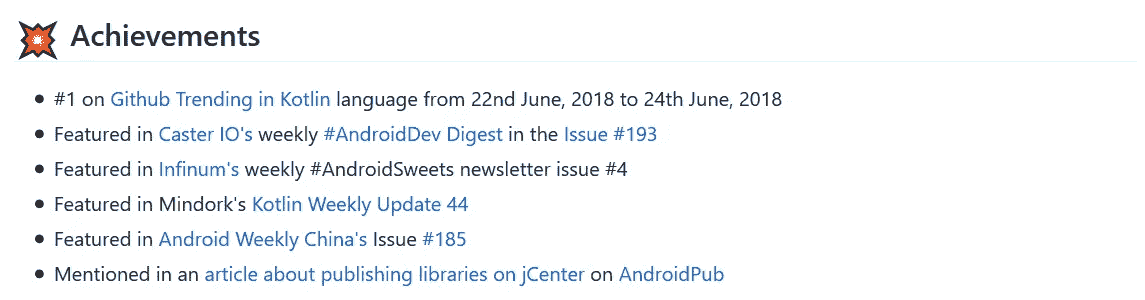 Achievements
#1 on Github Trending in Kotlin language from 22nd June, 2018 to 24th June, 2018
Featured in Caster IO's weekly #AndroidDev Digest in the Issue #193
Featured in Infinum's weekly #AndroidSweets newsletter issue #4
Featured in Mindork's Kotlin Weekly Update 44
Featured in Android Weekly China's Issue #185
Mentioned in an article about publishing libraries on jCenter on AndroidPub